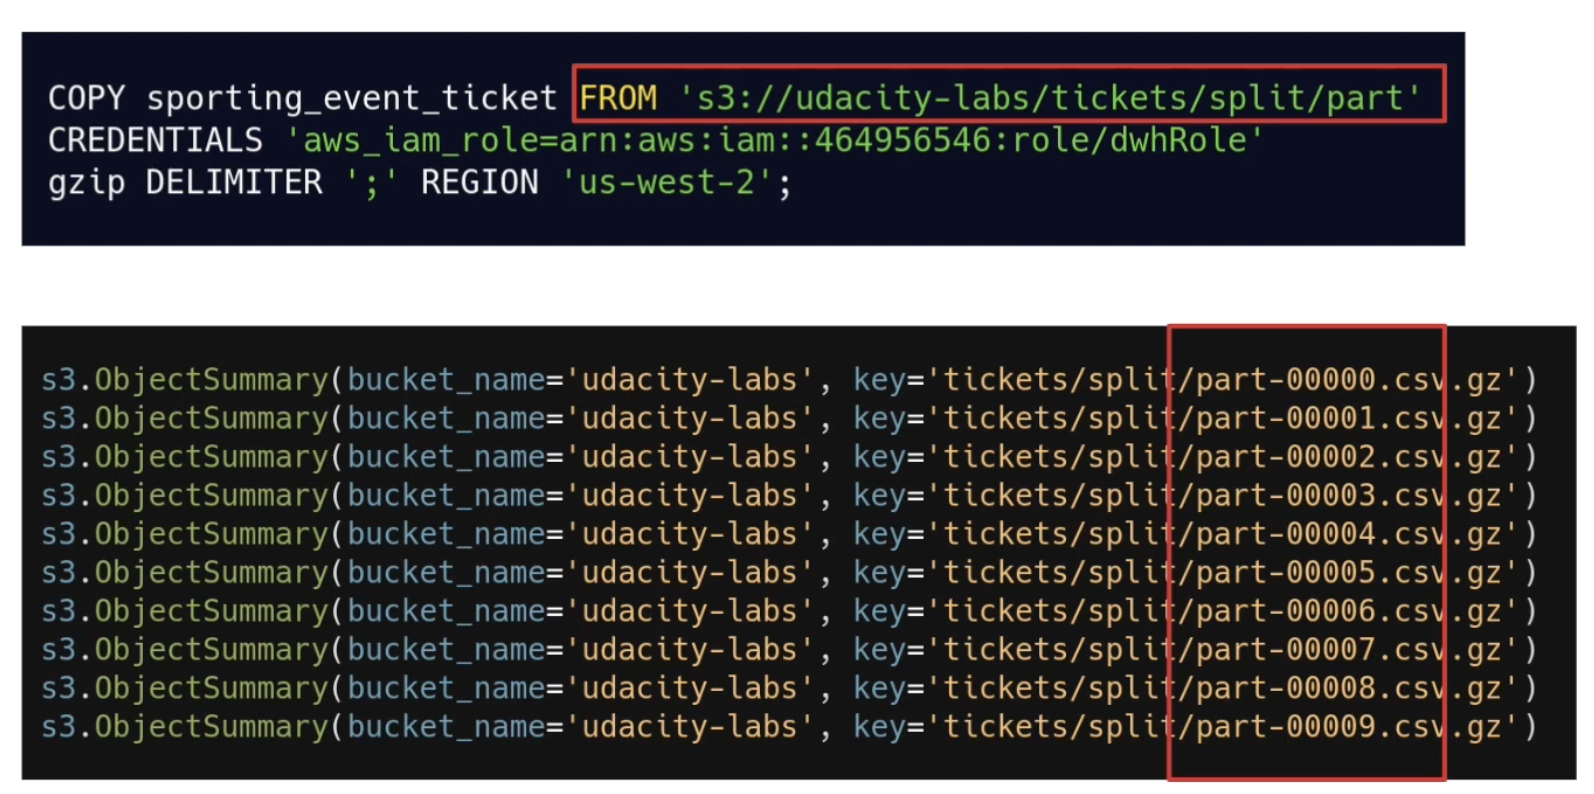 COPY sporting_event_ticket FROM 's3://udacity-labs/tickets/split/part'
CREDENTIALS 'aws_iam_role=arn:aws:iam::464956546:role/dwhRole'
gzip DELIMITER ';' REGION 'us-west-2';
s3.ObjectSummary(bucket_name='udacity-labs', key='tickets/split/part-00000.csv.gz')
s3.ObjectSummary(bucket_name='udacity-labs', key='tickets/split/part-00001.csv.gz')
s3.ObjectSummary(bucket_name='udacity-labs', key='tickets/split/part-00002.csv.gz')
s3.ObjectSummary(bucket_name='udacity-labs', key='tickets/split/part-00003.csv.gz')
s3.ObjectSummary(bucket_name='udacity-labs', key='tickets/split/part-00004.csv.gz')
s3.ObjectSummary(bucket_name='udacity-labs', key='tickets/split/part-00005.csv.gz')
s3.ObjectSummary(bucket_name='udacity-labs', key='tickets/split/part-00006.csv.gz')
s3.ObjectSummary(bucket_name='udacity-labs', key='tickets/split/part-00007.csv.gz')
s3.ObjectSummary(bucket_name='udacity-labs', key='tickets/split/part-00008.csv.gz')
s3.ObjectSummary(bucket_name='udacity-labs', key='tickets/split/part-00009.csv.gz')